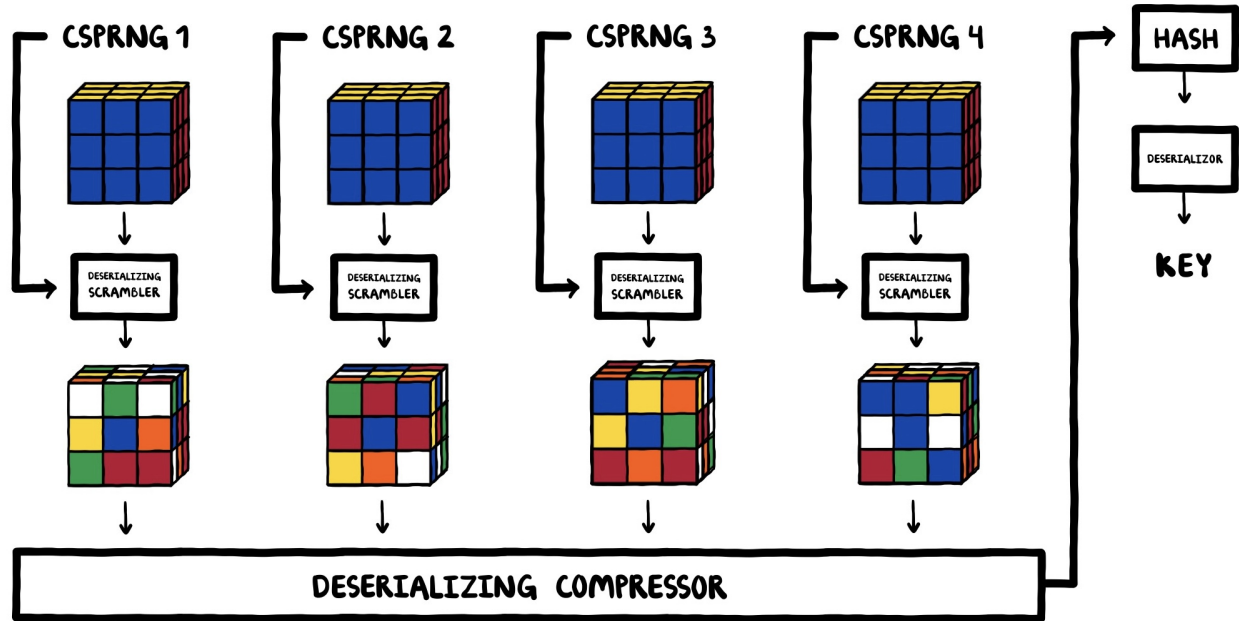 CSPRNG 1
CSPRNG 2
CSPRNG 3
CSPRNG 4
HASH
DESERIALIZOR
KEY
DESERIALIZING
SCRAMBLER
DESERIALIZING
SCRAMBLER
DESERIALIZING
SCRAMBLER
DESERIALIZING
SCRAMBLER
DESERIALIZING COMPRESSOR